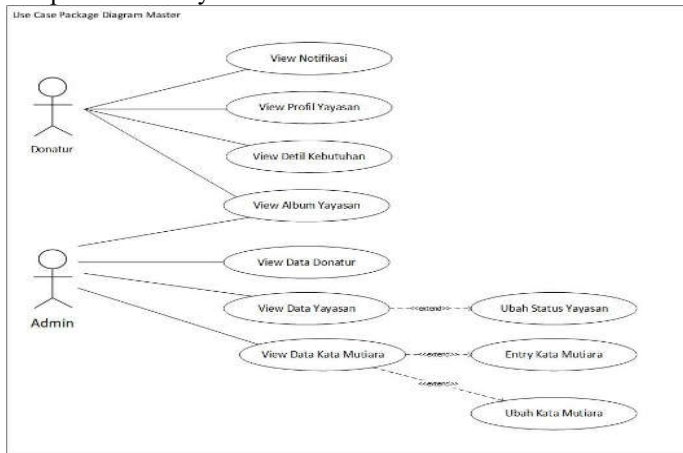 Use Case Package Diagram Master
View Notifikasi
View Profil Yayasan
Donatur
View Detil Kebutuhan
View Album Yayasan
View Data Donatur
Admin
View Data Yayasan
<<extend>>
Ubah Status Yayasan
View Data Kata Mutiara
<<extend>>
Entry Kata Mutiara
<<extend>>
Ubah Kata Mutiara